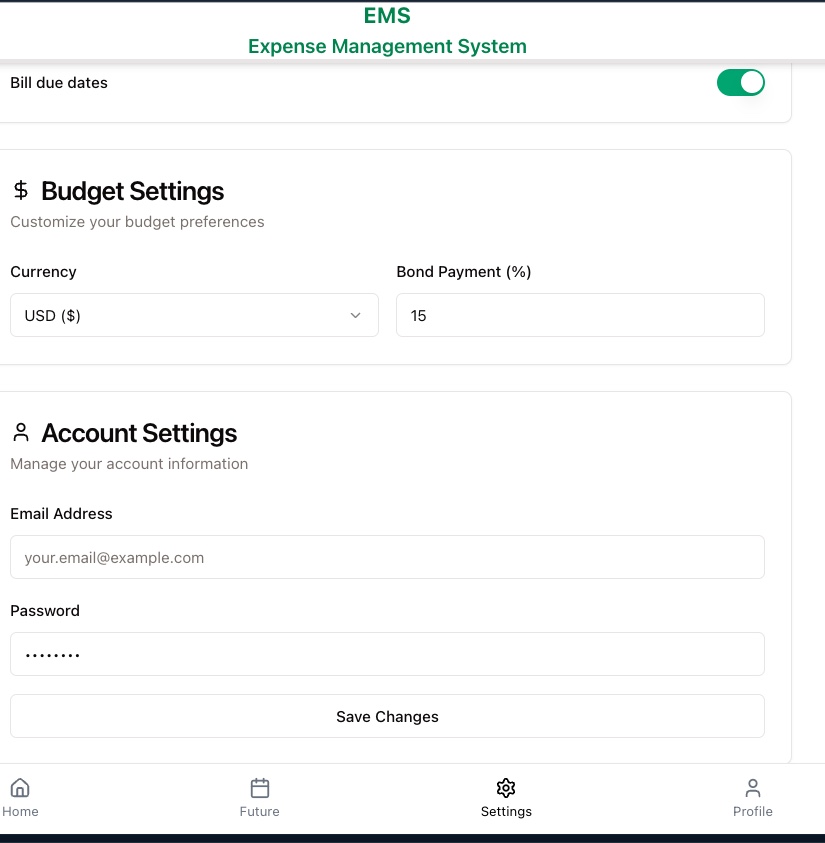 EMS
Expense Management System
Bill due dates
Budget Settings
Customize your budget preferences
Currency
Bond Payment (%)
USD ($)
15
Account Settings
Manage your account information
Email Address
your.email@example.com
Password
••••••••
Save Changes
Home
Future
Settings
Profile